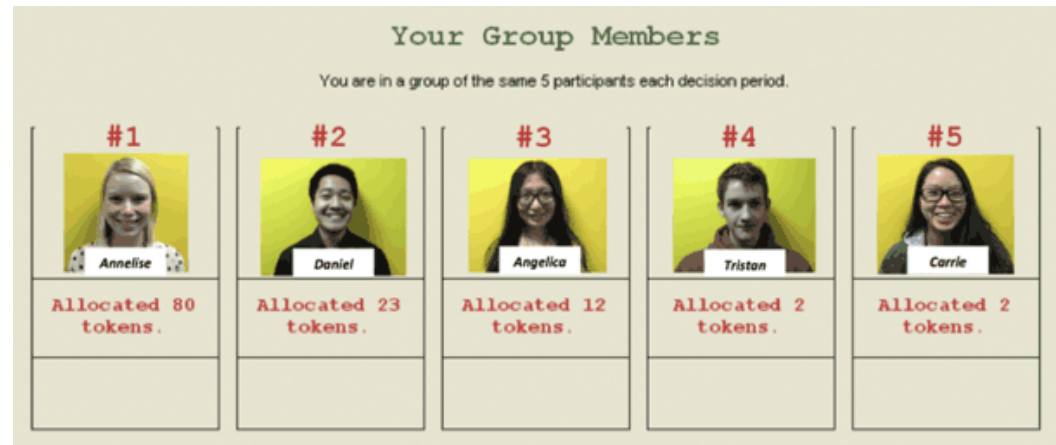 Your Group Members
You are in a group of the same 5 participants each decision period.
#1 #2 #3 #4 #5
Annelise Daniel Angelica Tristan Carrie
Allocated 80 Allocated 23 Allocated 12 Allocated 2 Allocated 2
tokens. tokens. tokens. tokens. tokens.